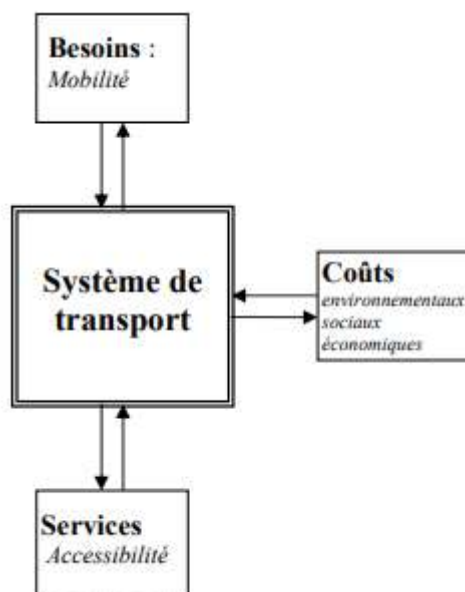 Besoins :
Mobilité
Système de
transport
Coûts
environnementaux
sociaux
économiques
Services
Accessibilité